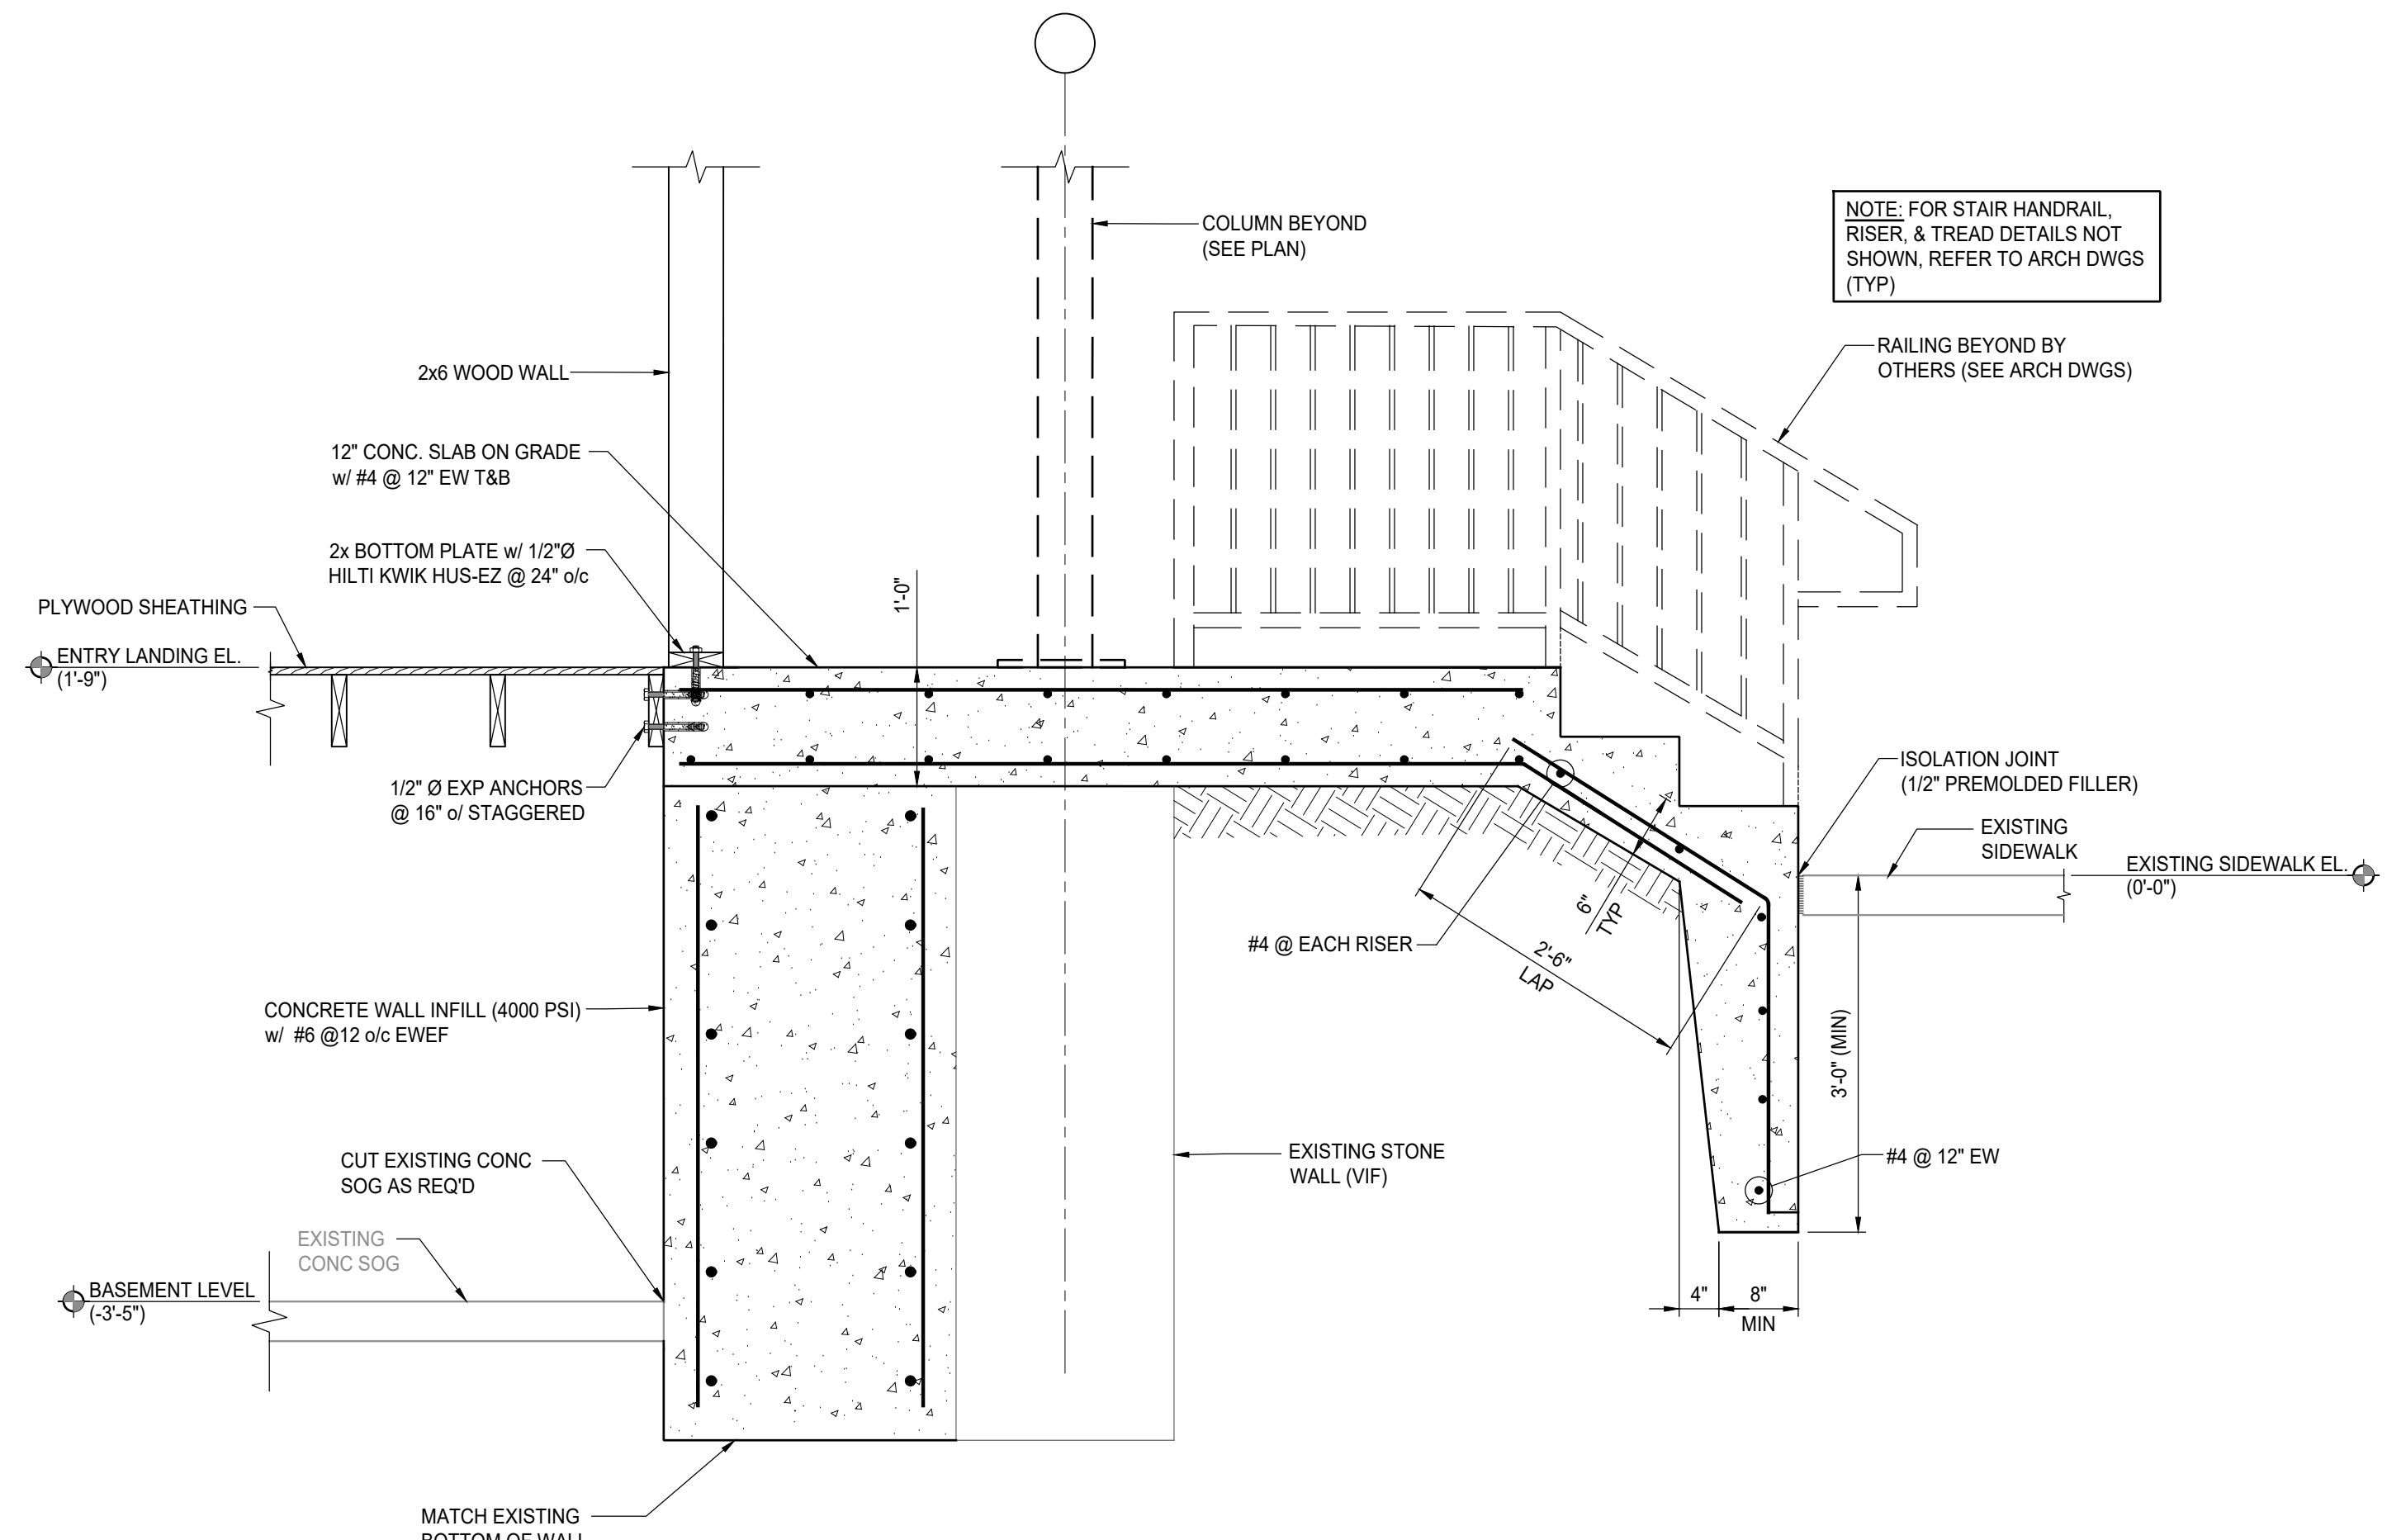 NOTE: FOR STAIR HANDRAIL,
RISER, & TREAD DETAILS NOT
SHOWN, REFER TO ARCH DWGS
(TYP)
COLUMN BEYOND
(SEE PLAN)
RAILING BEYOND BY
OTHERS (SEE ARCH DWGS)
2x6 WOOD WALL
12" CONC. SLAB ON GRADE
w/ #4 @ 12" EW T&B
2x BOTTOM PLATE w/ 1/2"Ø
HILTI KWIK HUS-EZ @ 24" o/c
1'-0"
PLYWOOD SHEATHING
ENTRY LANDING EL.
(1'-9")
1/2" Ø EXP ANCHORS
@ 16" o/ STAGGERED
ISOLATION JOINT
(1/2" PREMOLDED FILLER)
EXISTING
SIDEWALK
EXISTING SIDEWALK EL.
(0'-0")
6"
TYP
#4 @ EACH RISER
2'-6"
LAP
CONCRETE WALL INFILL (4000 PSI)
w/ #6 @12 o/c EWEF
3'-0" (MIN)
CUT EXISTING CONC
SOG AS REQ'D
EXISTING STONE
WALL (VIF)
#4 @ 12" EW
EXISTING
CONC SOG
BASEMENT LEVEL
(-3'-5")
4"
8"
MIN
MATCH EXISTING
BOTTOM OF WALL